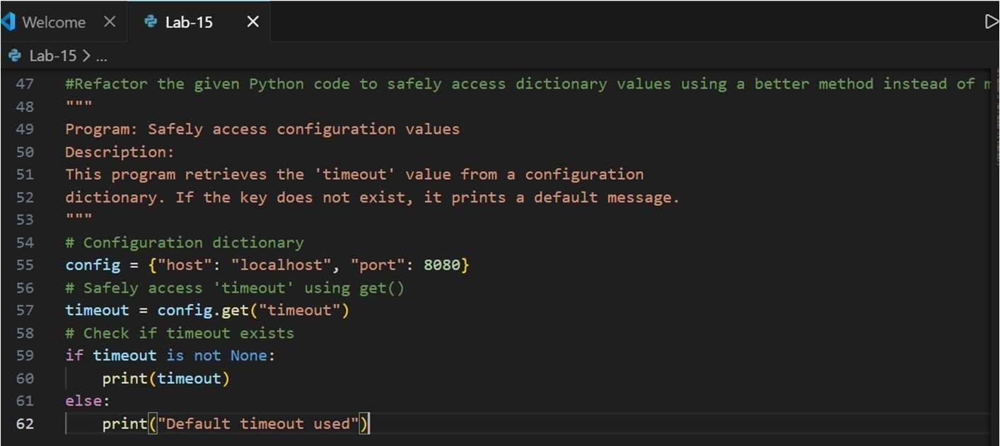 Welcome
Lab-15
Lab-15 > ...
47 #Refactor the given Python code to safely access dictionary values using a better method instead of
48 """
49 Program: Safely access configuration values
50 Description:
51 This program retrieves the 'timeout' value from a configuration
52 dictionary. If the key does not exist, it prints a default message.
53 """
54 # Configuration dictionary
55 config = {"host": "localhost", "port": 8080}
56 # Safely access 'timeout' using get()
57 timeout = config.get("timeout")
58 # Check if timeout exists
59 if timeout is not None:
60     print(timeout)
61 else:
62     print("Default timeout used")